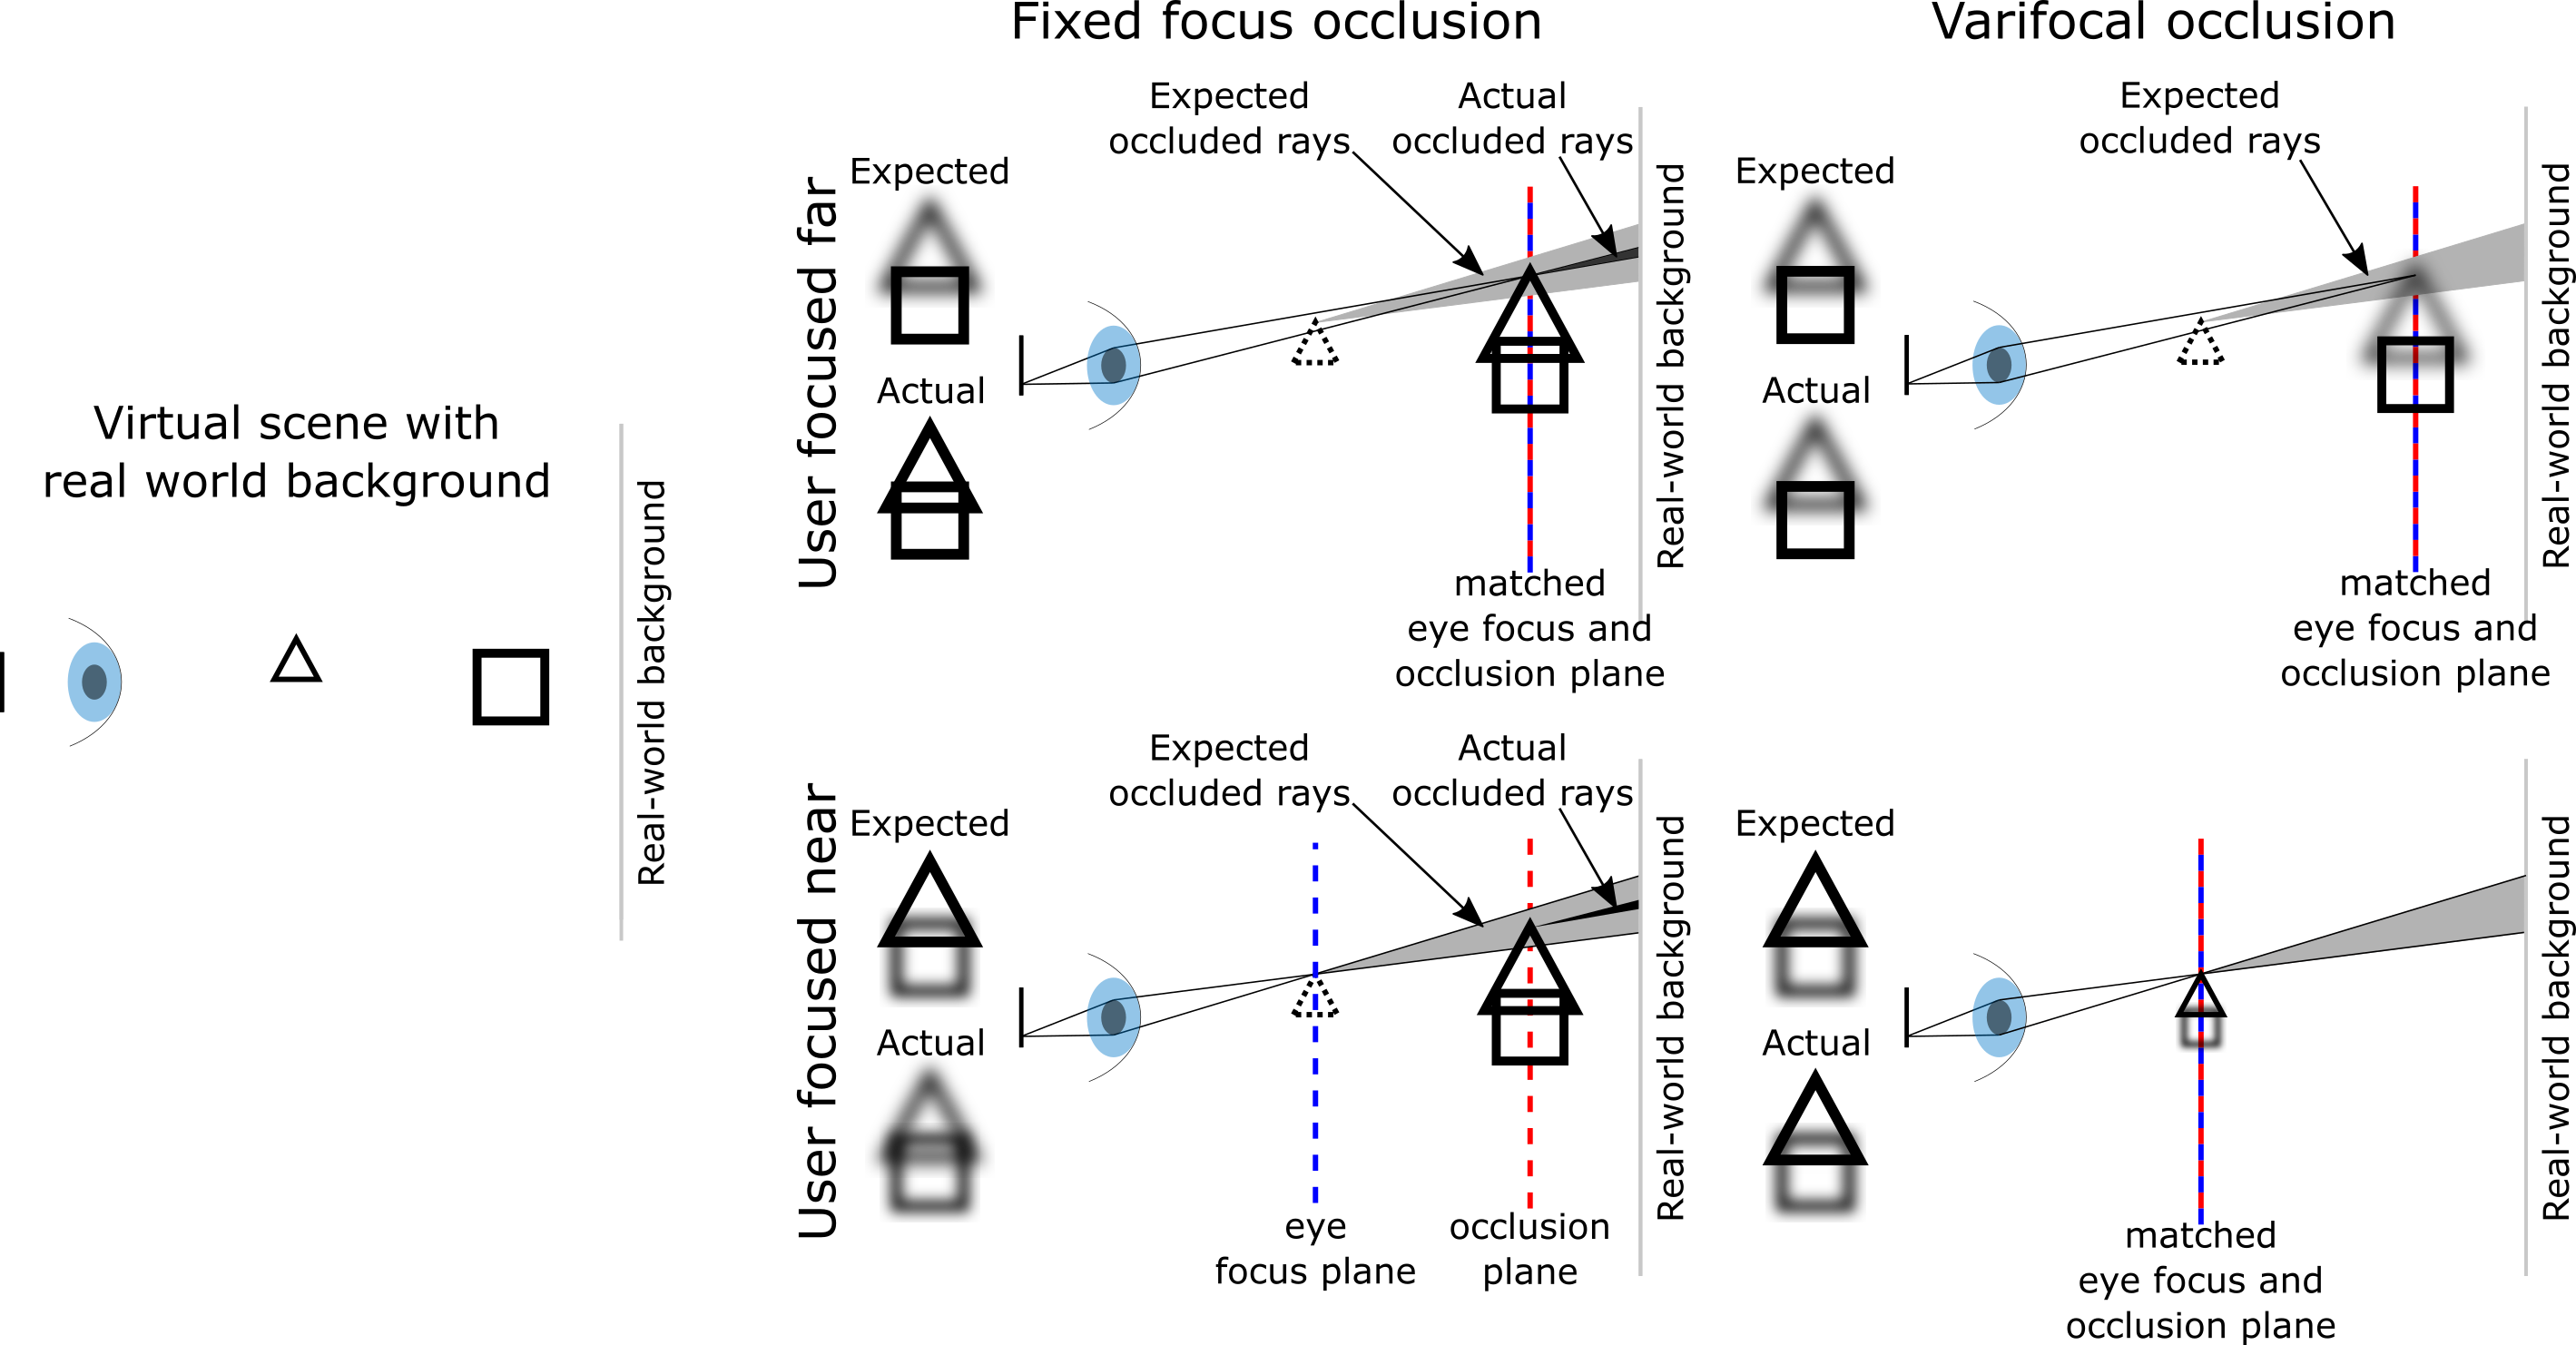 Fixed focus occlusion
Varifocal occlusion
Virtual scene with
real world background
Real-world background
User focused far
Expected
Actual
Expected
occluded rays
Actual
occluded rays
Real-world background
matched
eye focus and
occlusion plane
Expected
Actual
Expected
occluded rays
Real-world background
matched
eye focus and
occlusion plane
User focused near
Expected
Actual
Expected
occluded rays
Actual
occluded rays
Real-world background
eye
focus plane
occlusion
plane
Expected
Actual
Real-world background
matched
eye focus and
occlusion plane